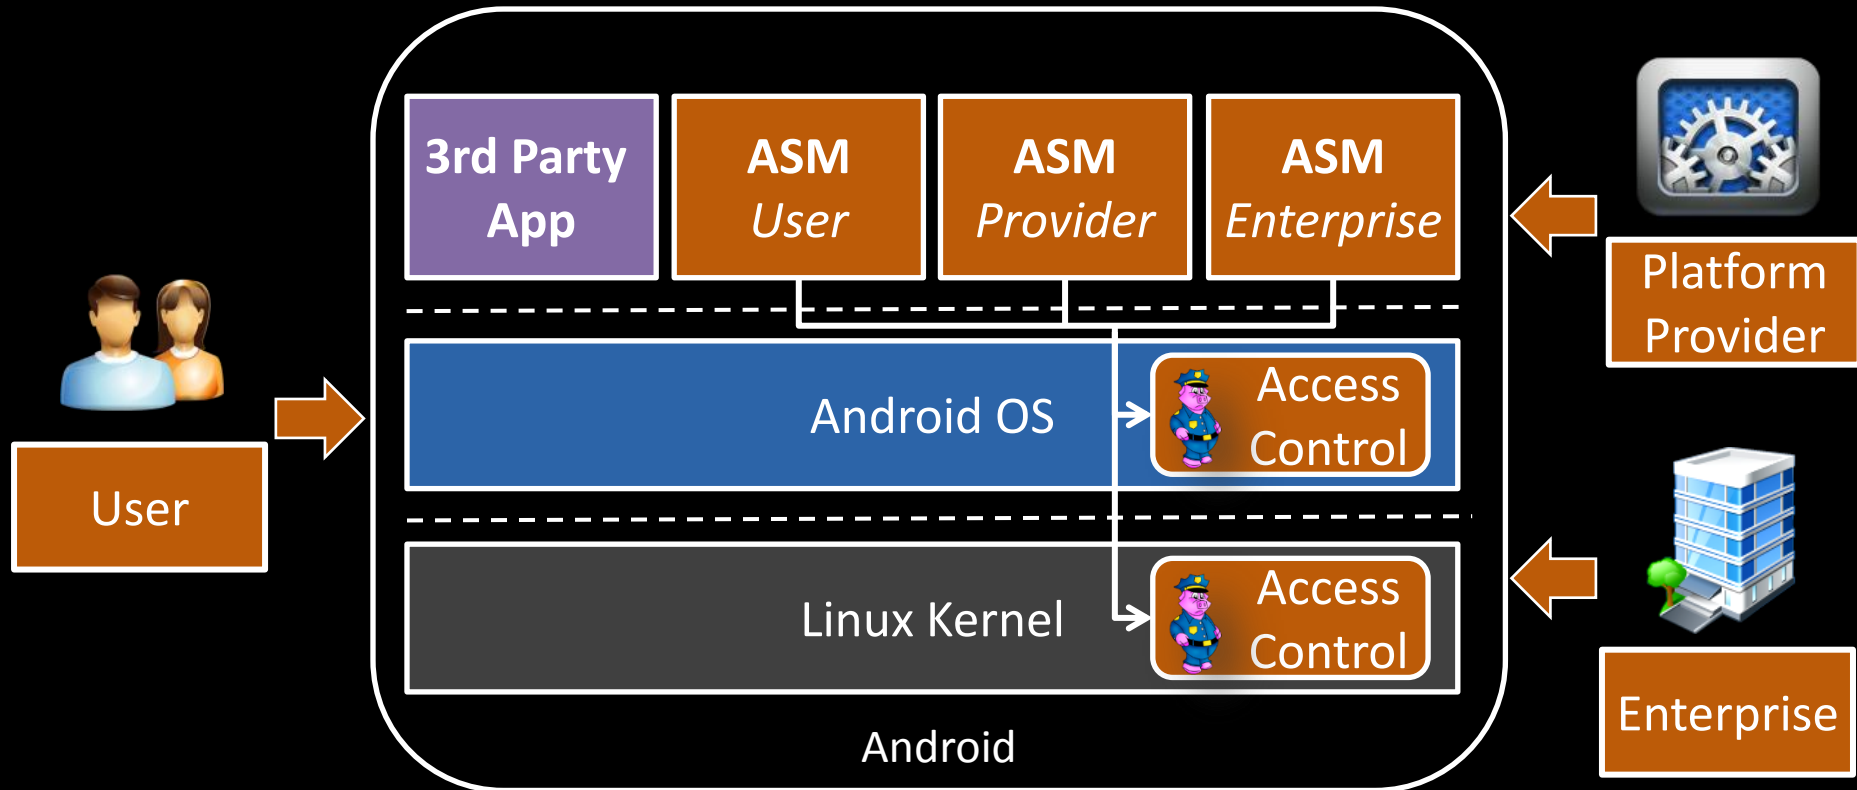 3rd Party
App
ASM
User
ASM
Provider
ASM
Enterprise
Platform
Provider
User
Android OS
Access
Control
Linux Kernel
Access
Control
Enterprise
Android